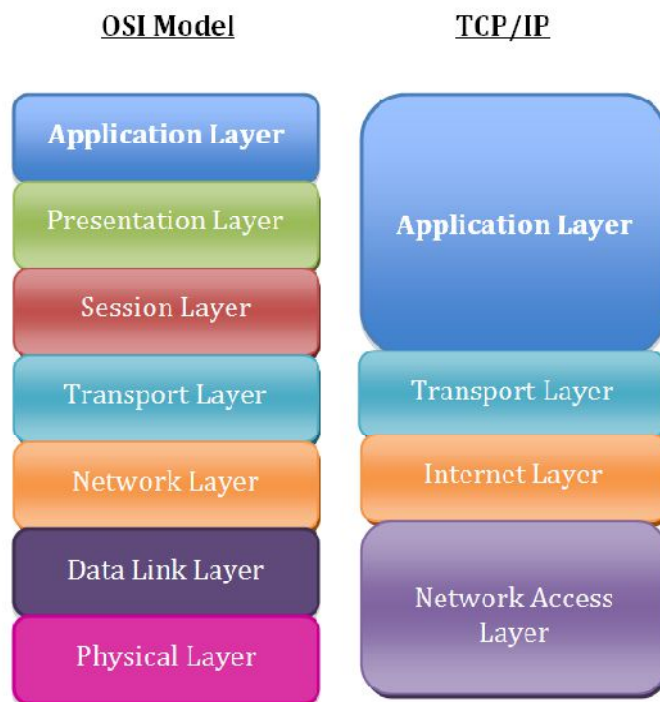 OSI Model
Application Layer
Presentation Layer
Session Layer
Transport Layer
Network Layer
Data Link Layer
Physical Layer
TCP/IP
Application Layer
Transport Layer
Internet Layer
Network Access
Layer